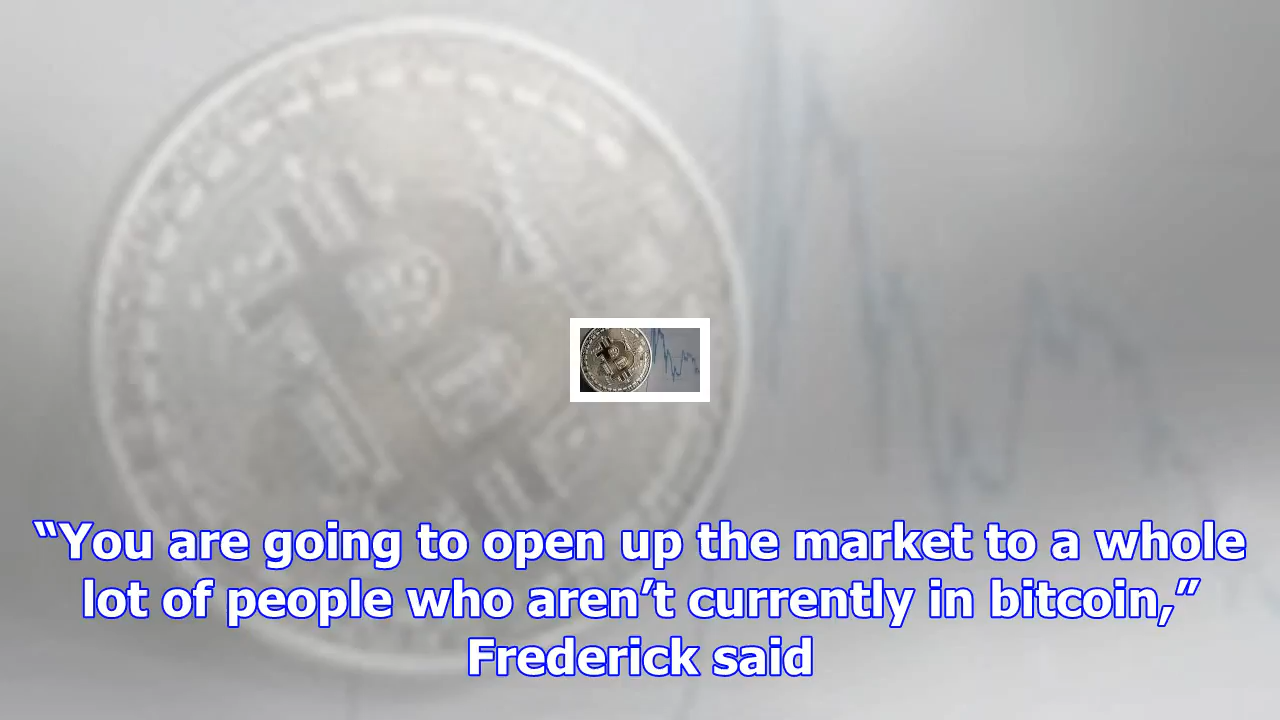 “You are going to open up the market to a whole
lot of people who aren’t currently in bitcoin,”
Frederick said